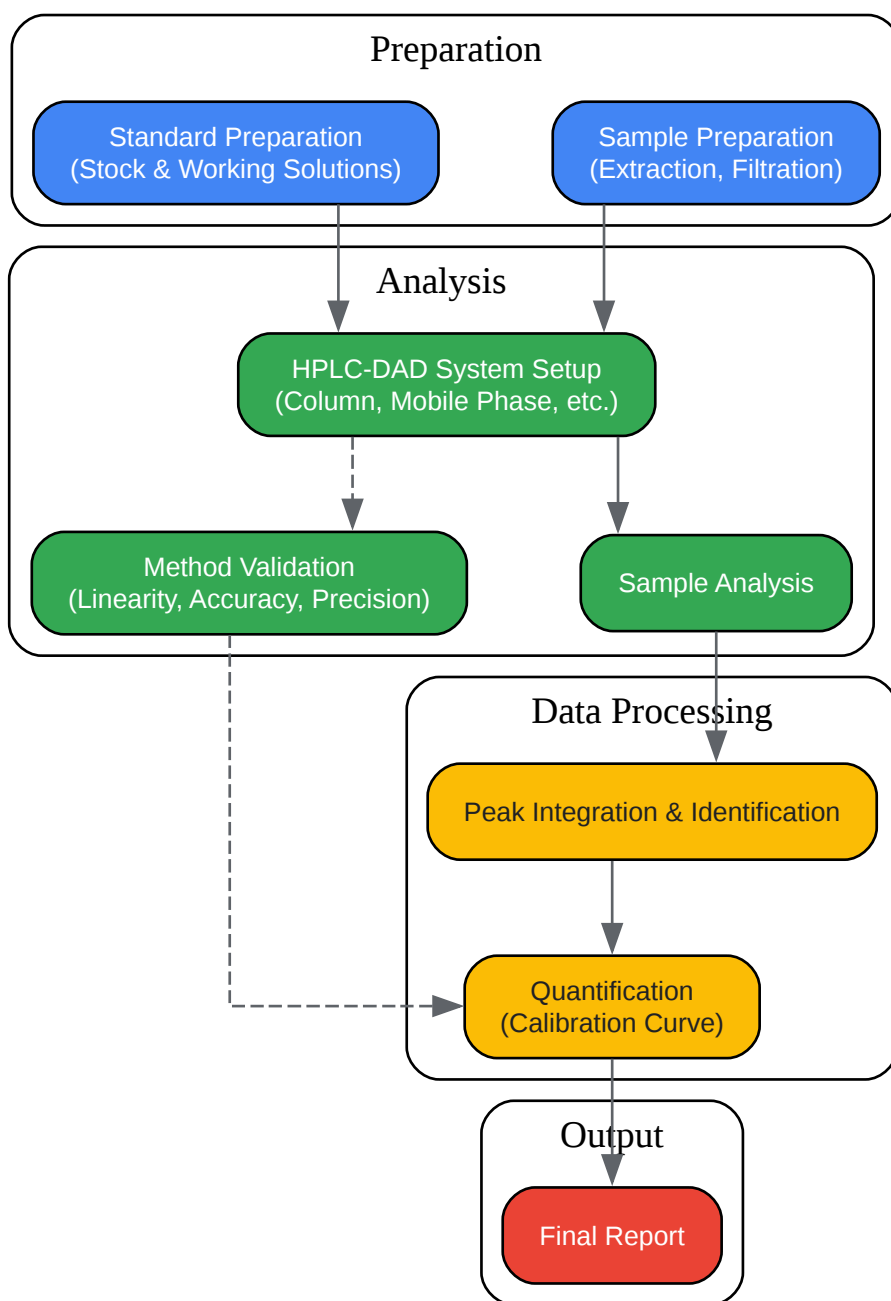 Preparation
Standard Preparation
(Stock & Working Solutions)
Sample Preparation
(Extraction, Filtration)
Analysis
HPLC-DAD System Setup
(Column, Mobile Phase, etc.)
Method Validation
(Linearity, Accuracy, Precision)
Sample Analysis
Data Processing
Peak Integration & Identification
Quantification
(Calibration Curve)
Output
Final Report